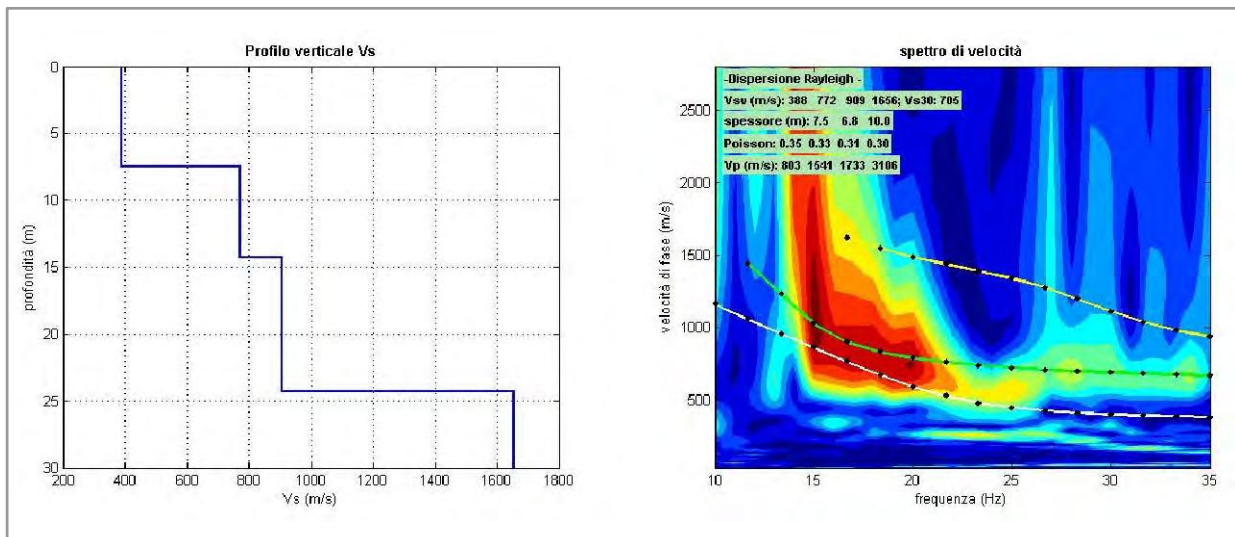 Profilo verticale Vs
0
5
10
15
20
25
30
profondità (m)
200 400 600 800 1000 1200 1400 1600 1800
Vs (m/s)
spettro di velocità
-Dispersione Rayleigh -
Vsv (m/s): 388 772 909 1656; Vs30: 705
spessore (m): 7.5 6.8 10.0
Poisson: 0.35 0.33 0.31 0.30
Vp (m/s): 803 1541 1733 3106
2500
2000
1500
1000
500
velocità di fase (m/s)
10 15 20 25 30 35
frequenza (Hz)